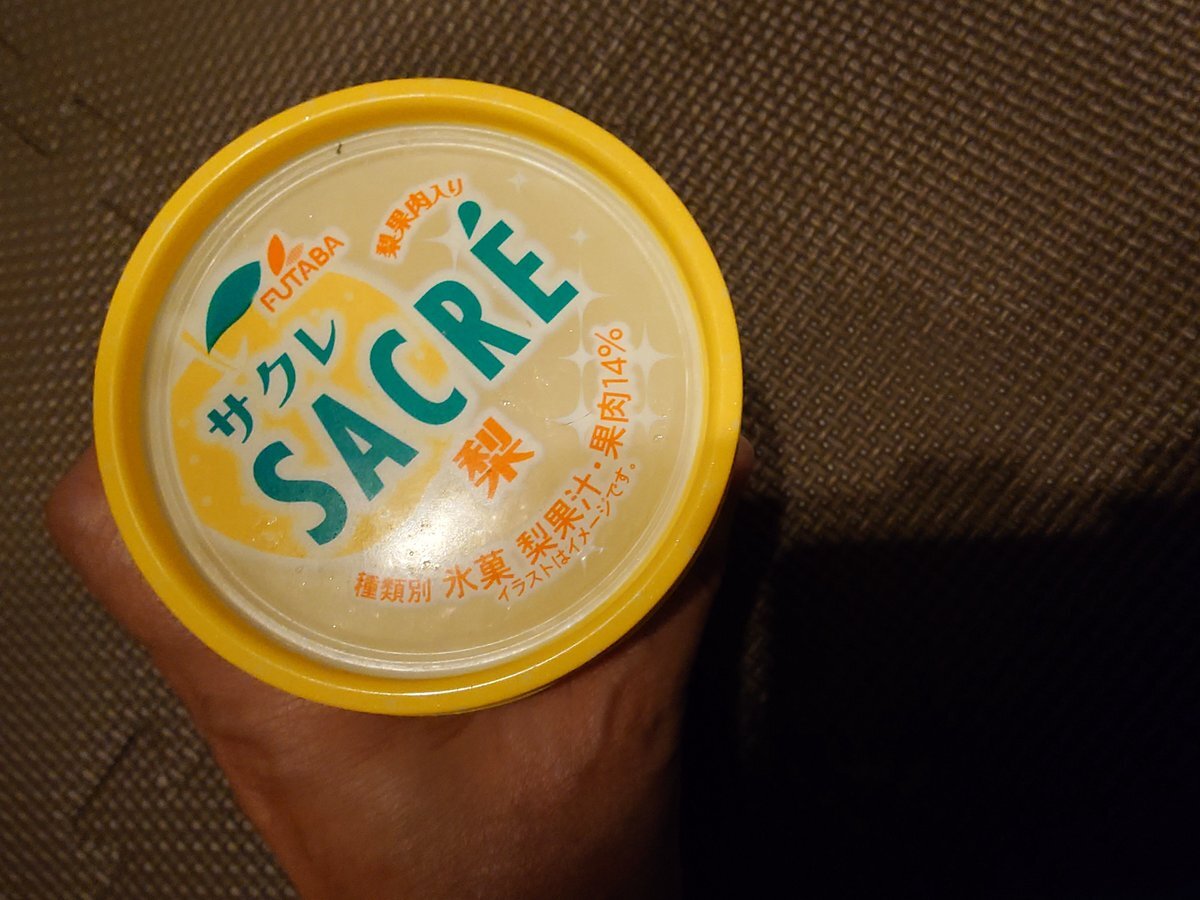 FUTABA
梨果肉入り
サクレ
SACRÉ
梨
種類別 氷菓 梨果汁・果肉14%
イラストはイメージです。